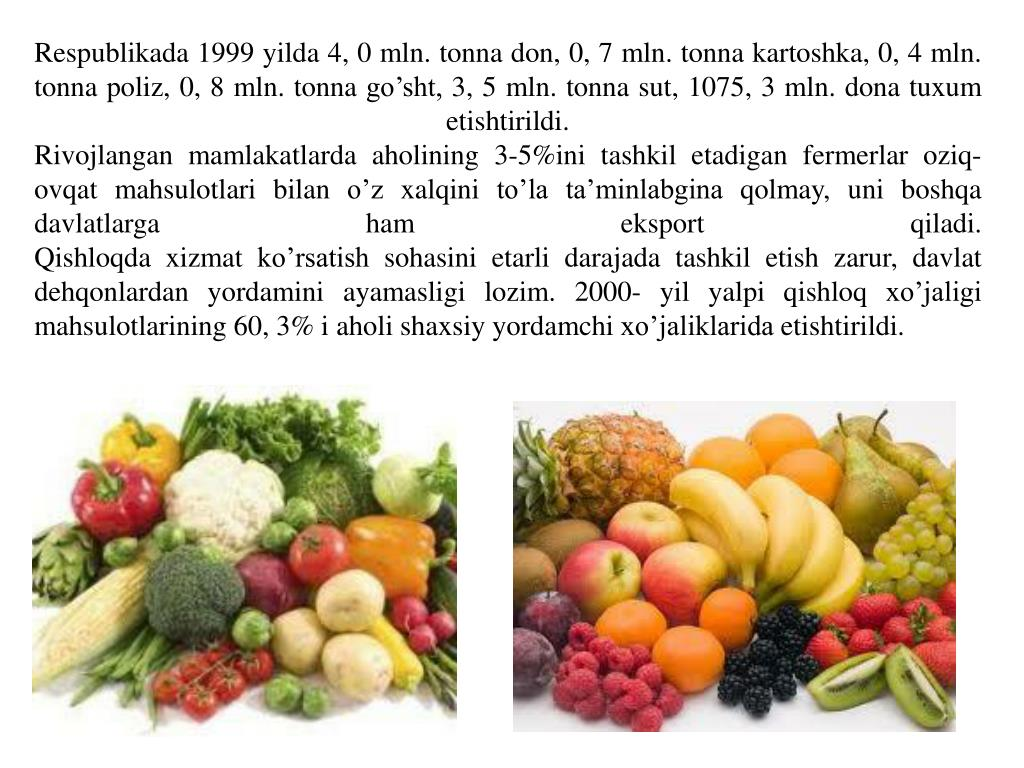 Respublikada 1999 yilda 4, 0 mln. tonna don, 0, 7 mln. tonna kartoshka, 0, 4 mln.
tonna poliz, 0, 8 mln. tonna go’sht, 3, 5 mln. tonna sut, 1075, 3 mln. dona tuxum
etishtirildi.
Rivojlangan mamlakatlarda aholining 3-5%ini tashkil etadigan fermerlar oziq-
ovqat mahsulotlari bilan o’z xalqini to’la ta’minlabgina qolmay, uni boshqa
davlatlarga ham eksport qiladi.
Qishloqda xizmat ko’rsatish sohasini etarli darajada tashkil etish zarur, davlat
dehqonlardan yordamini ayamasligi lozim. 2000- yil yalpi qishloq xo’jaligi
mahsulotlarining 60, 3% i aholi shaxsiy yordamchi xo’jaliklarida etishtirildi.